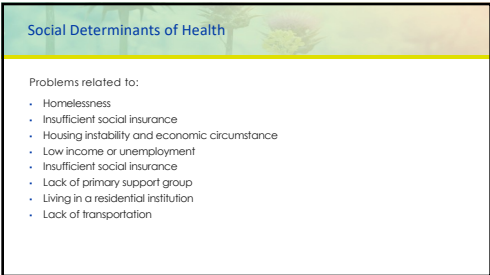 Social Determinants of Health
Problems related to:
• Homelessness
• Insufficient social insurance
• Housing instability and economic circumstance
• Low income or unemployment
• Insufficient social insurance
• Lack of primary support group
• Living in a residential institution
• Lack of transportation